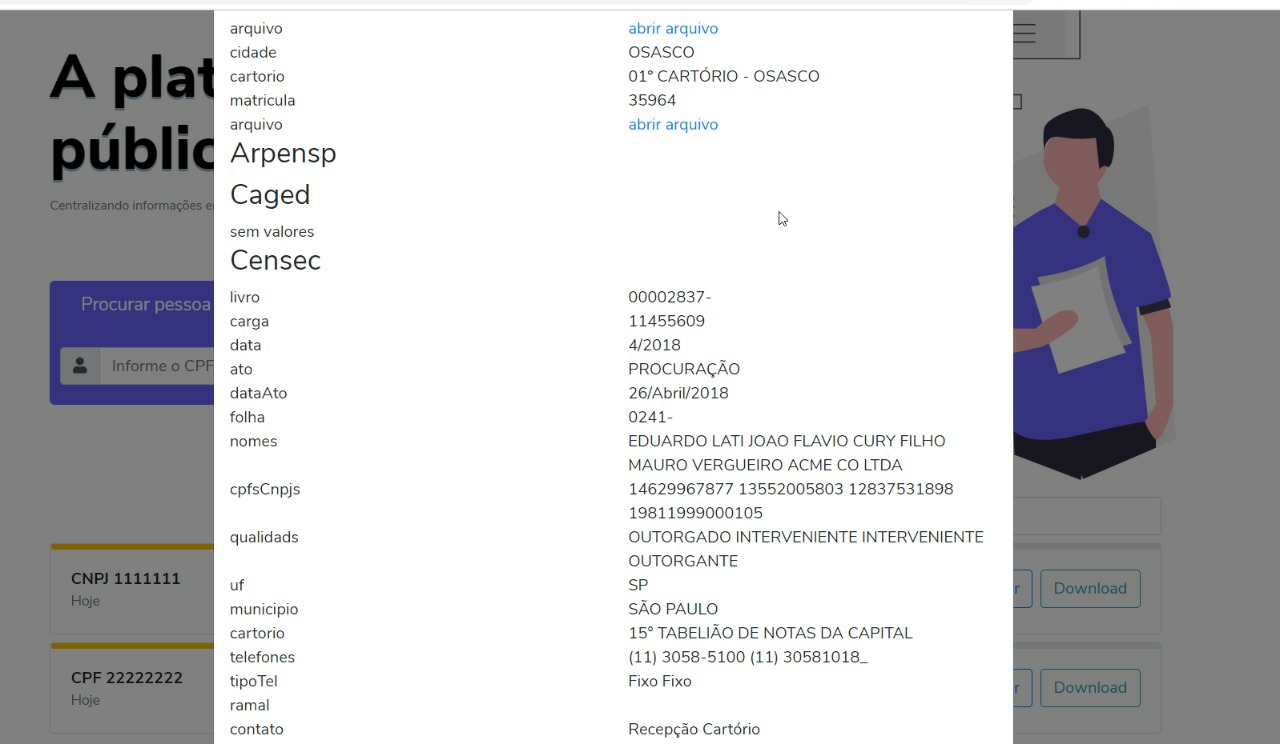 arquivo abrir arquivo
cidade OSASCO
cartorio 01º CARTÓRIO - OSASCO
matricula 35964
arquivo abrir arquivo
Arpensp
Caged
sem valores
Censec
livro 00002837-
carga 11455609
data 4/2018
ato PROCURAÇÃO
dataAto 26/Abril/2018
folha 0241-
nomes EDUARDO LATI JOAO FLAVIO CURY FILHO
MAURO VERGUEIRO ACME CO LTDA
cpfsCnpjs 14629967877 13552005803 12837531898
19811999000105
qualidads OUTORGADO INTERVENIENTE INTERVENIENTE
OUTORGANTE
uf SP
municipio SÃO PAULO
cartorio 15° TABELIÃO DE NOTAS DA CAPITAL
telefones (11) 3058-5100 (11) 30581018_
tipoTel Fixo Fixo
ramal
contato Recepção Cartório
A plat
públic
Centralizando informações e
Procurar pessoa
Informe o CPF
CNPJ 1111111
Hoje
r Download
CPF 22222222
Hoje
r Download